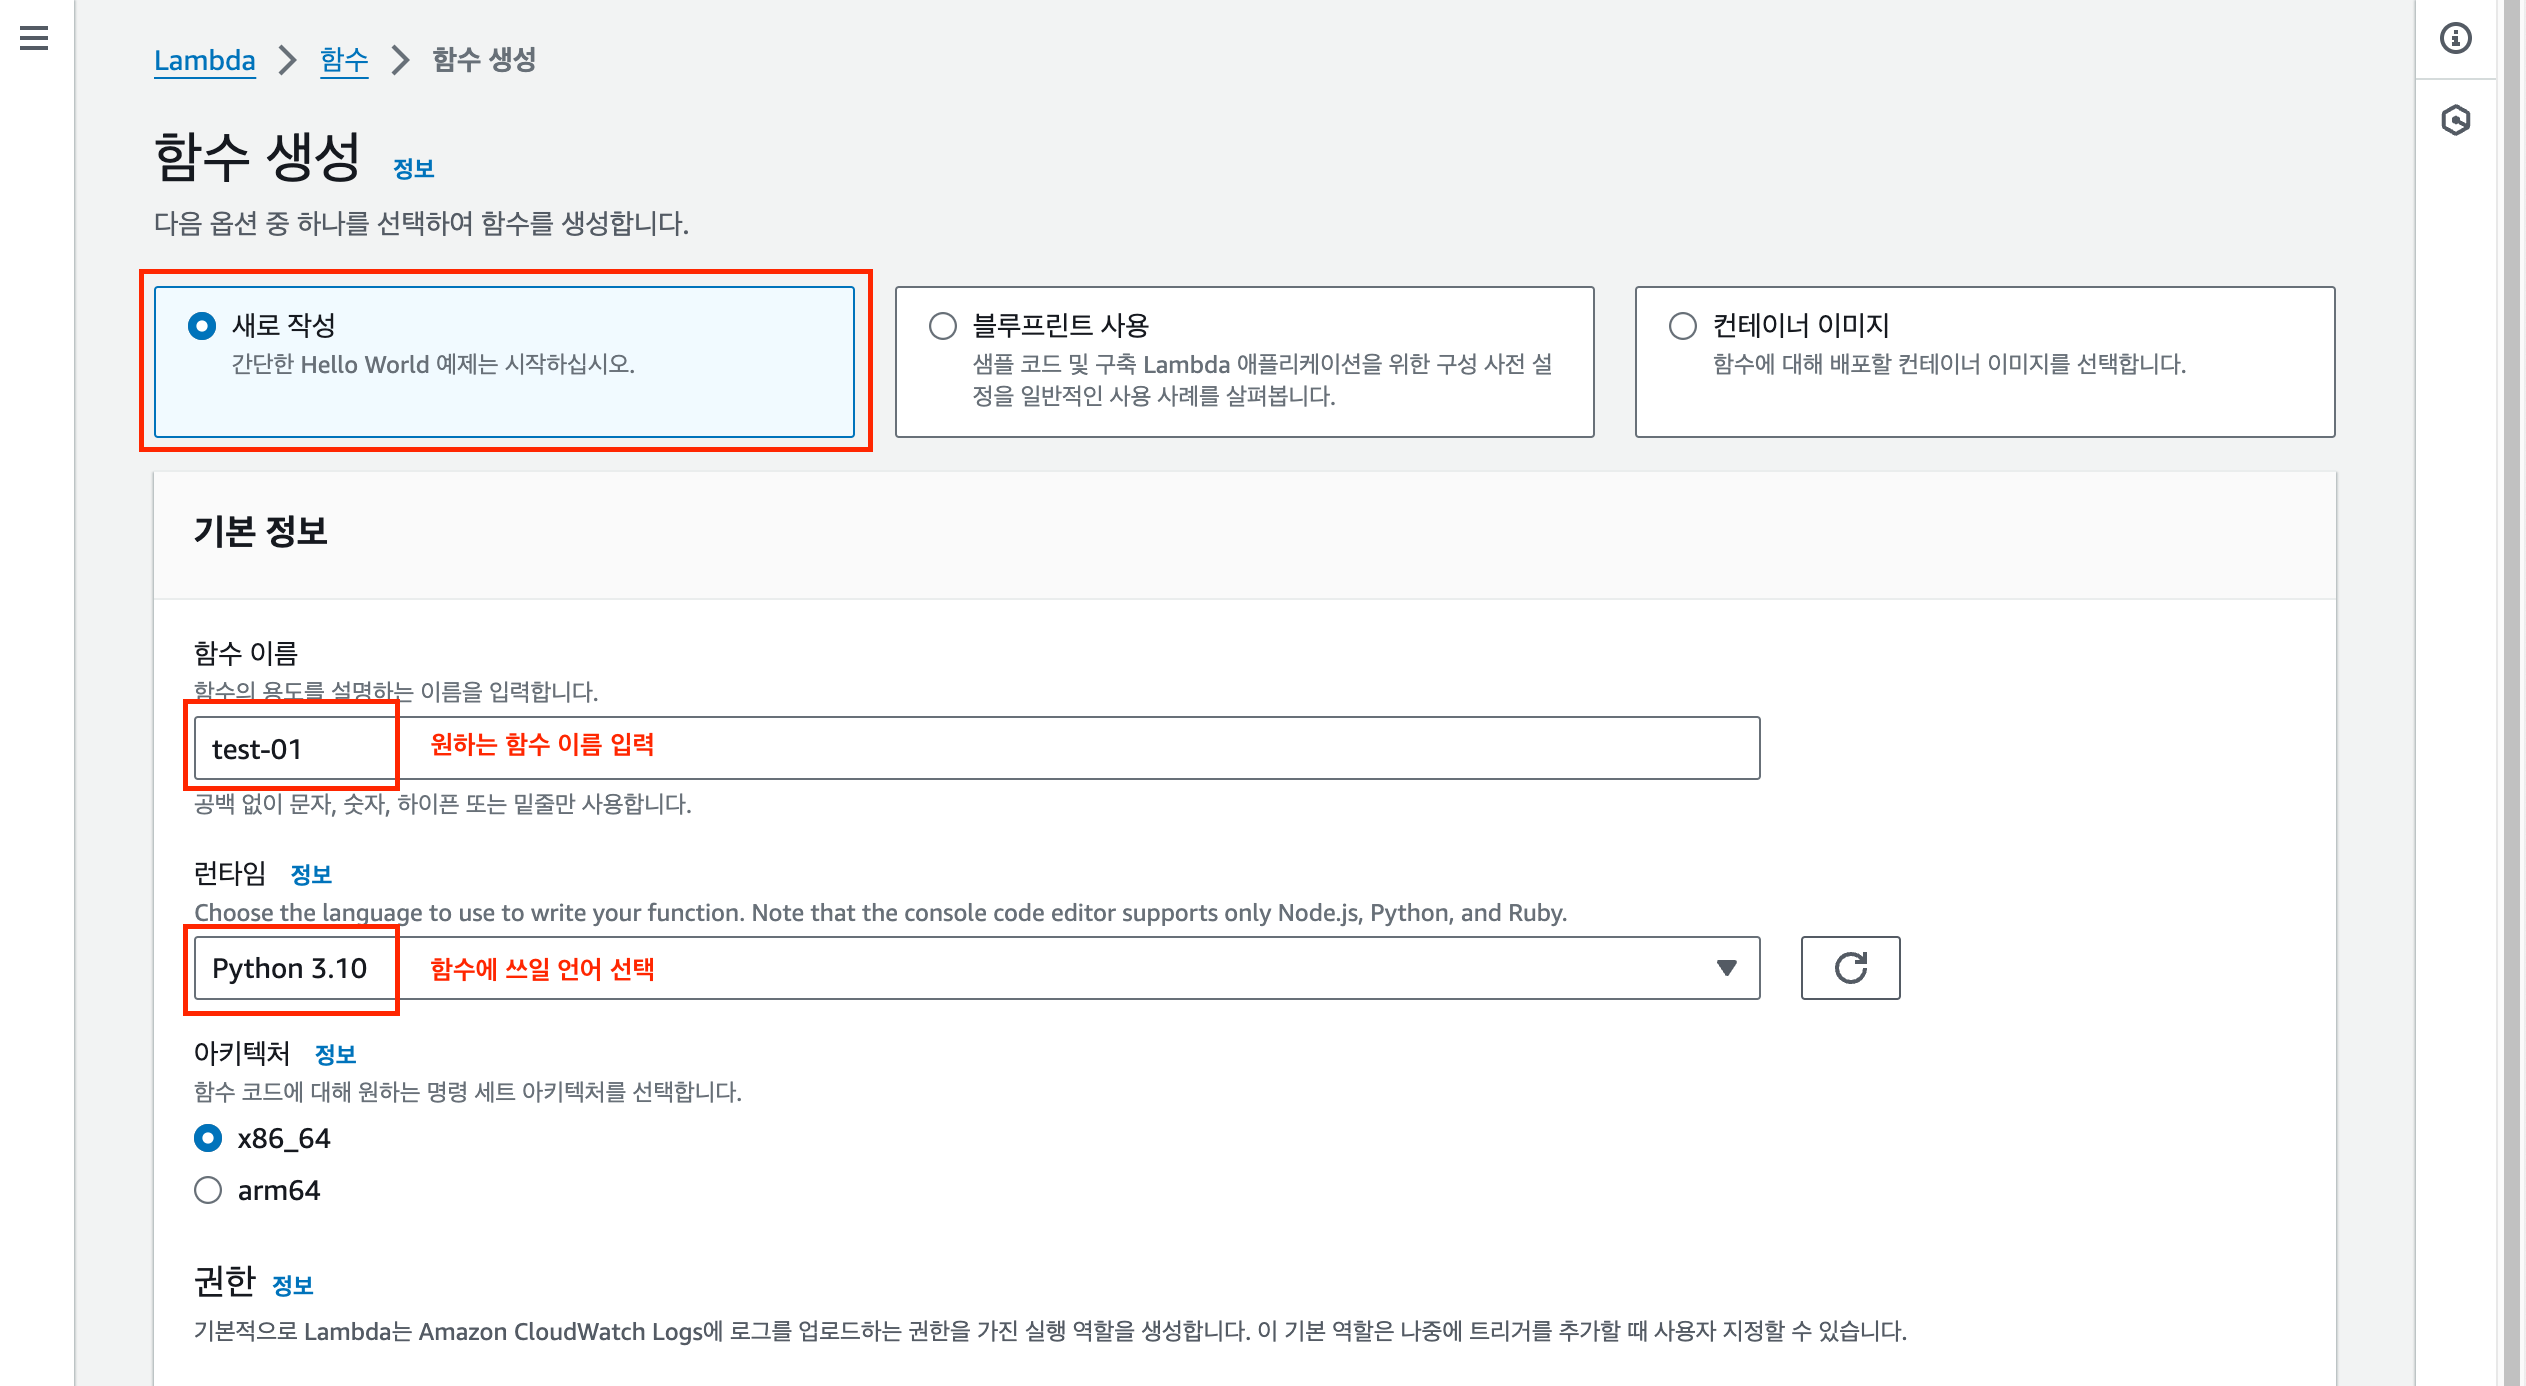 Lambda > 함수 > 함수 생성
함수 생성 정보
다음 옵션 중 하나를 선택하여 함수를 생성합니다.
새로 작성
간단한 Hello World 예제는 시작하십시오.
블루프린트 사용
샘플 코드 및 구축 Lambda 애플리케이션을 위한 구성 사전 설
정을 일반적인 사용 사례를 살펴봅니다.
컨테이너 이미지
함수에 대해 배포할 컨테이너 이미지를 선택합니다.
기본 정보
함수 이름
함수의 용도를 설명하는 이름을 입력합니다.
test-01 원하는 함수 이름 입력
공백 없이 문자, 숫자, 하이픈 또는 밑줄만 사용합니다.
런타임 정보
Choose the language to use to write your function. Note that the console code editor supports only Node.js, Python, and Ruby.
Python 3.10 함수에 쓰일 언어 선택
아키텍처 정보
함수 코드에 대해 원하는 명령 세트 아키텍처를 선택합니다.
x86_64
arm64
권한 정보
기본적으로 Lambda는 Amazon CloudWatch Logs에 로그를 업로드하는 권한을 가진 실행 역할을 생성합니다. 이 기본 역할은 나중에 트리거를 추가할 때 사용자 지정할 수 있습니다.